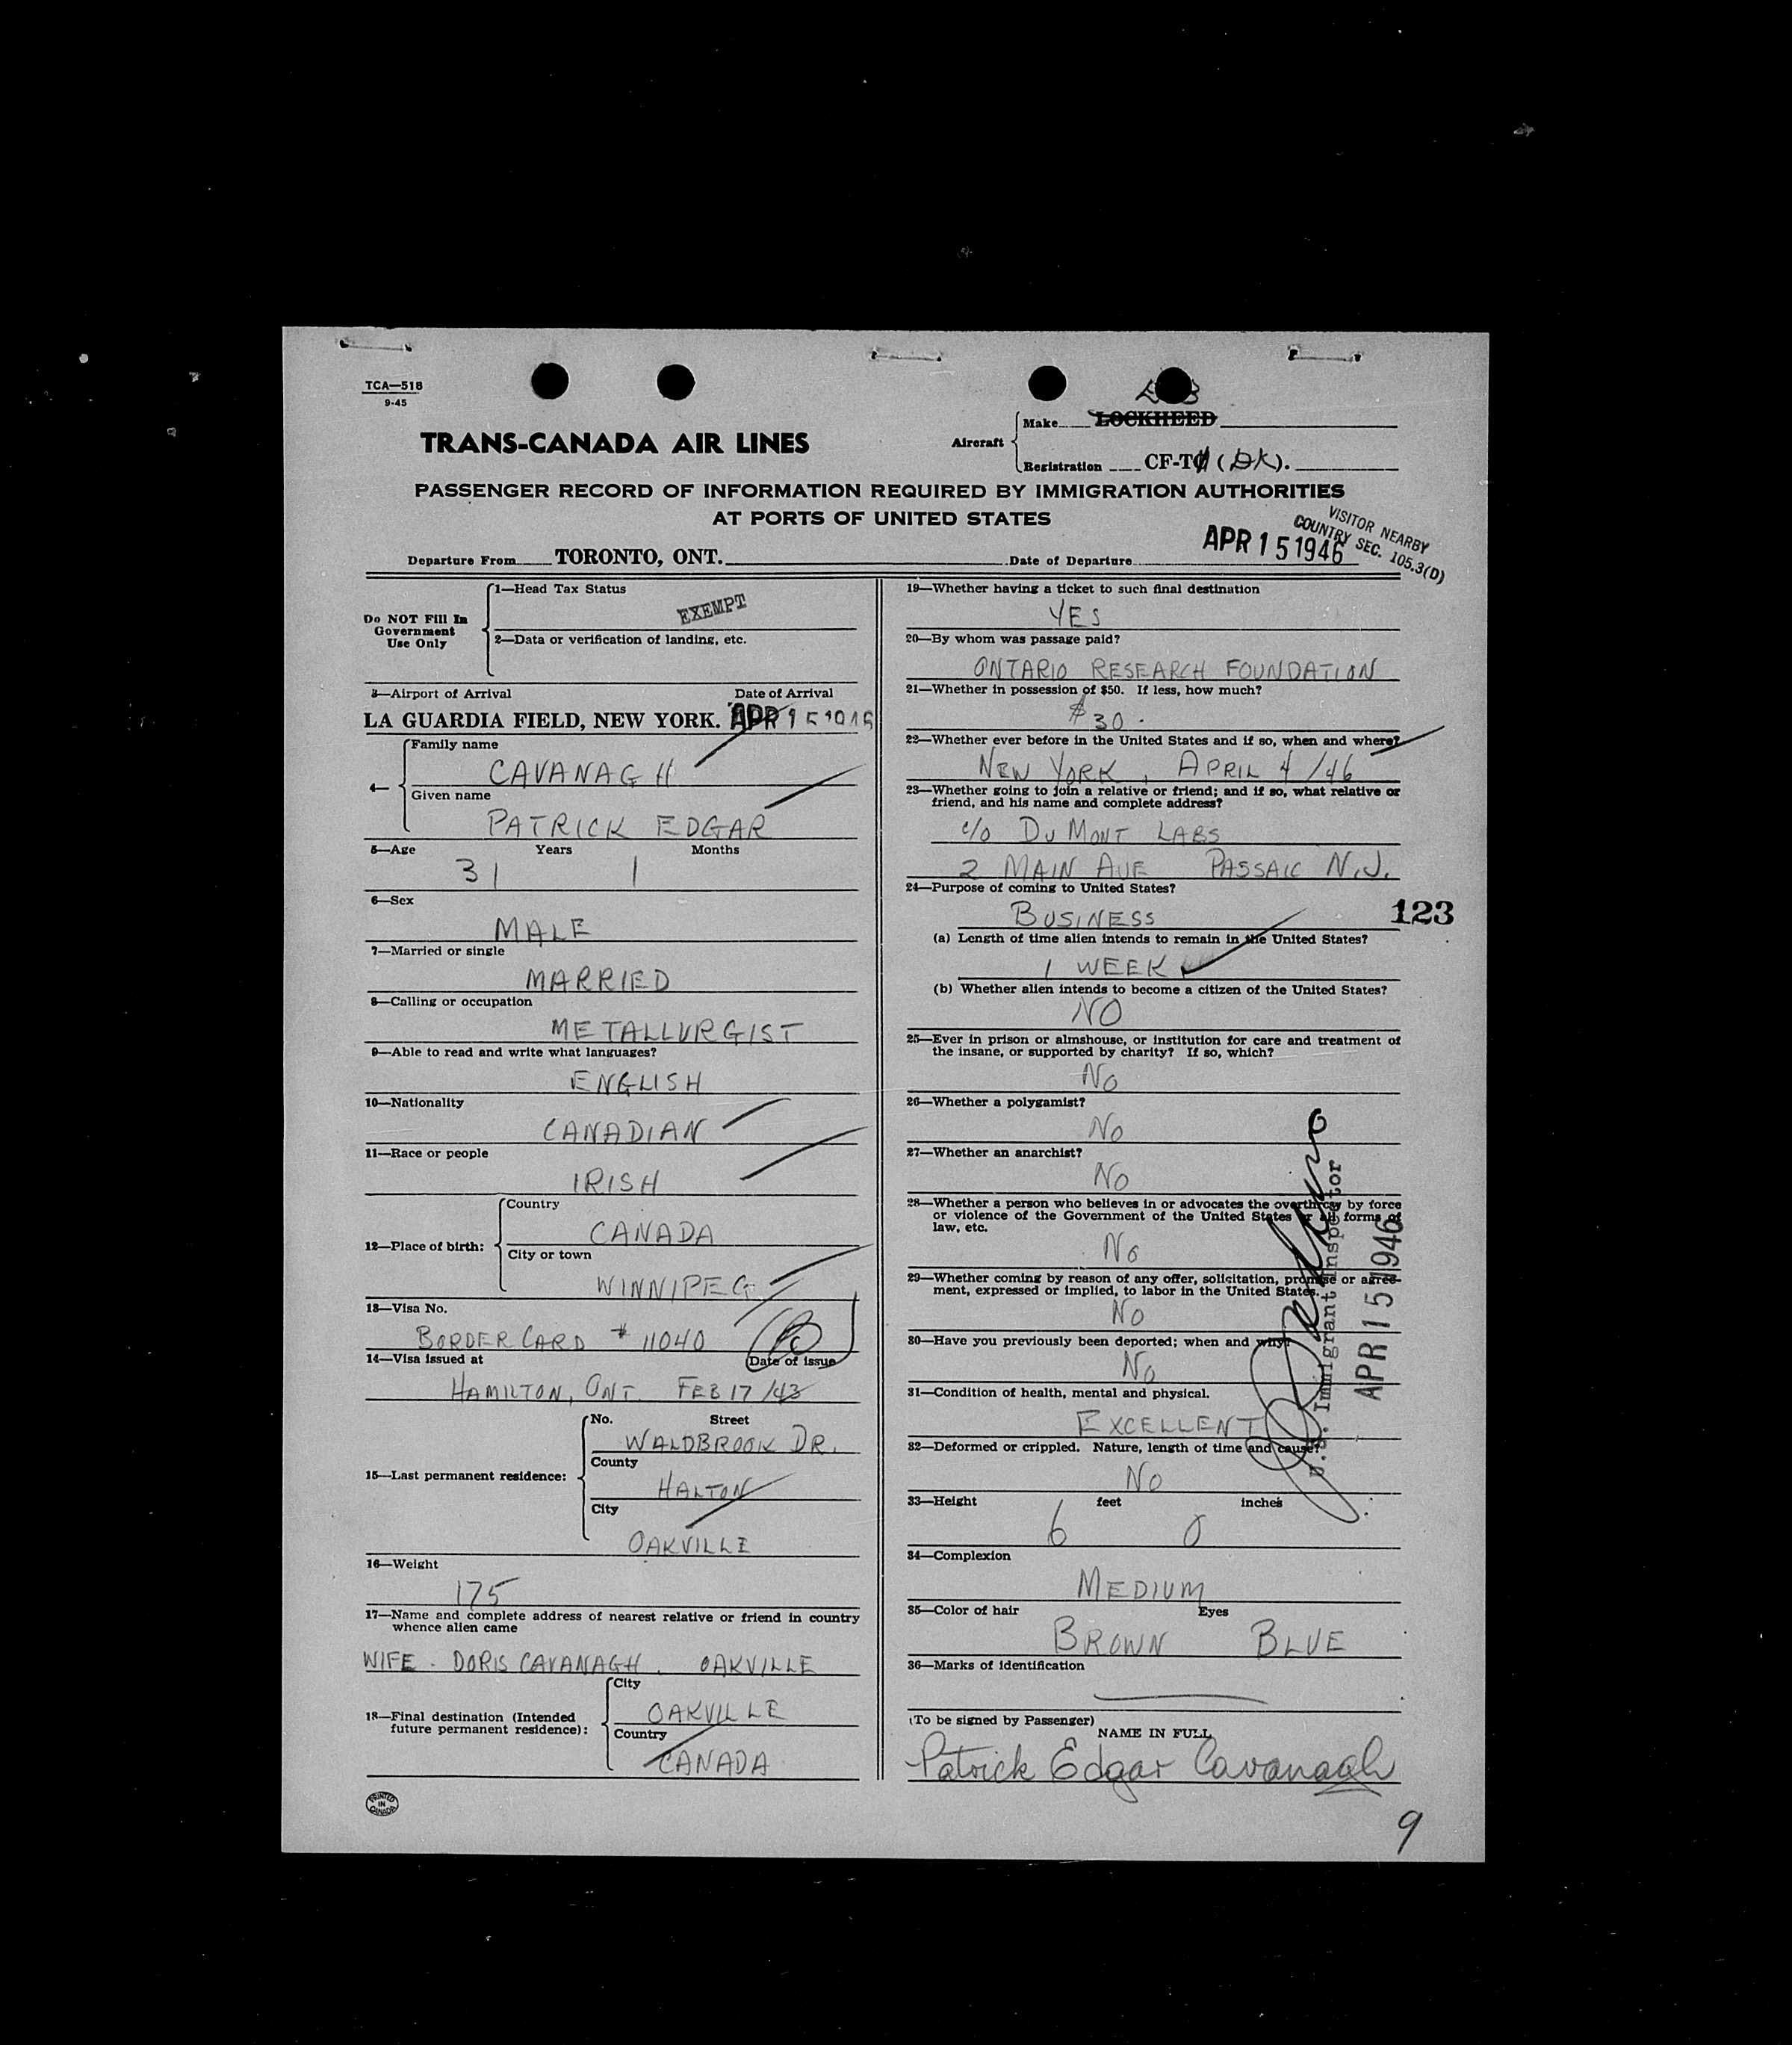 TCA—518
9-45
TRANS-CANADA AIR LINES
Aircraft
Make LOCKHEED
Registration CF-T (DK).
PASSENGER RECORD OF INFORMATION REQUIRED BY IMMIGRATION AUTHORITIES
AT PORTS OF UNITED STATES
VISITOR NEARBY
COUNTRY SEC. 105.3(D)
Departure From TORONTO, ONT. Date of Departure APR 15 1946
Do NOT Fill In
Government
Use Only
1—Head Tax Status
EXEMPT
2—Data or verification of landing, etc.
3—Airport of Arrival Date of Arrival
LA GUARDIA FIELD, NEW YORK. APR 15 1946
4—
Family name
CAVANAGH
Given name
PATRICK EDGAR
5—Age Years Months
31 1
6—Sex
MALE
7—Married or single
MARRIED
8—Calling or occupation
METALLURGIST
9—Able to read and write what languages?
ENGLISH
10—Nationality
CANADIAN
11—Race or people
IRISH
12—Place of birth:
Country
CANADA
City or town
WINNIPEG
13—Visa No.
BORDER CARD # 11040
14—Visa issued at Date of issue
HAMILTON, ONT. FEB 17 /43
15—Last permanent residence:
No. Street
WALDBROOK DR.
County
HALTON
City
OAKVILLE
16—Weight
175
17—Name and complete address of nearest relative or friend in country
whence alien came
WIFE - DORIS CAVANAGH. OAKVILLE
18—Final destination (Intended
future permanent residence):
City
OAKVILLE
Country
CANADA
PRINTED
IN
CANADA
19—Whether having a ticket to such final destination
YES
20—By whom was passage paid?
ONTARIO RESEARCH FOUNDATION
21—Whether in possession of $50. If less, how much?
$30.
22—Whether ever before in the United States and if so, when and where?
NEW YORK, APRIL 4 /46
23—Whether going to join a relative or friend; and if so, what relative or
friend, and his name and complete address?
c/o DU MONT LABS
2 MAIN AVE PASSAIC N.J.
24—Purpose of coming to United States?
BUSINESS
123
(a) Length of time alien intends to remain in the United States?
1 WEEK
(b) Whether alien intends to become a citizen of the United States?
NO
25—Ever in prison or almshouse, or institution for care and treatment of
the insane, or supported by charity? If so, which?
NO
26—Whether a polygamist?
NO
27—Whether an anarchist?
NO
28—Whether a person who believes in or advocates the overthrow by force
or violence of the Government of the United States or all forms of
law, etc.
NO
29—Whether coming by reason of any offer, solicitation, promise or agree-
ment, expressed or implied, to labor in the United States.
NO
30—Have you previously been deported; when and why?
NO
31—Condition of health, mental and physical.
EXCELLENT
32—Deformed or crippled. Nature, length of time and cause?
NO
33—Height feet inches
6 0
34—Complexion
MEDIUM
35—Color of hair Eyes
BROWN BLUE
36—Marks of identification
U.S. Immigrant Inspector
APR 15 1946
(To be signed by Passenger)
NAME IN FULL
Patrick Edgar Cavanagh
9